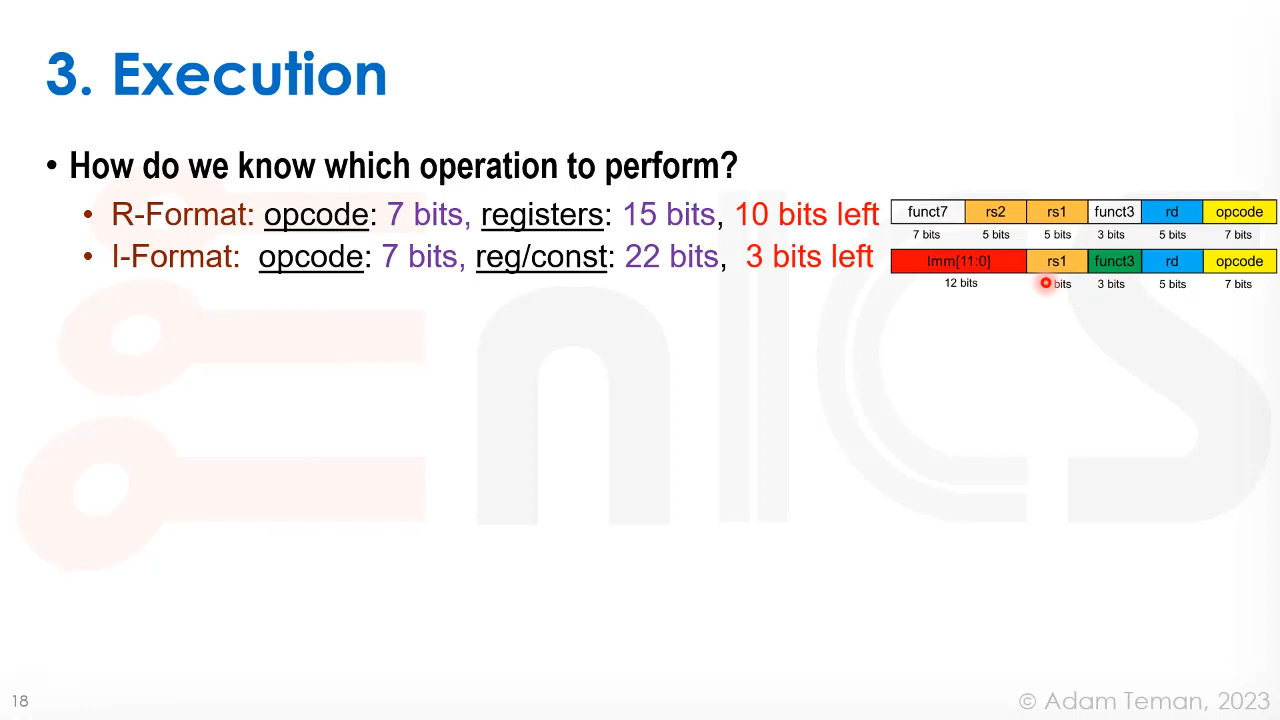 3. Execution
• How do we know which operation to perform?
• R-Format: opcode: 7 bits, registers: 15 bits, 10 bits left
funct7 rs2 rs1 funct3 rd opcode
7 bits 5 bits 5 bits 3 bits 5 bits 7 bits
• I-Format: opcode: 7 bits, reg/const: 22 bits, 3 bits left
Imm[11:0] rs1 funct3 rd opcode
12 bits bits 3 bits 5 bits 7 bits
enICS
18
© Adam Teman, 2023